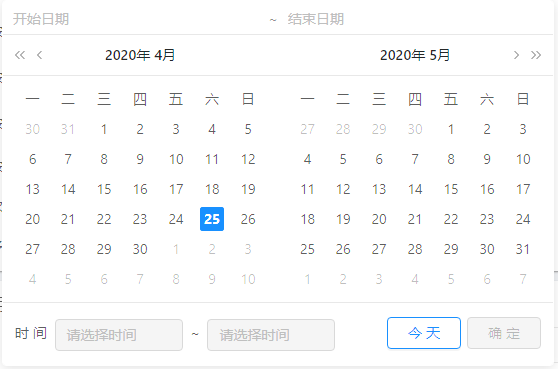 开始日期 ~ 结束日期
2020年 4月 2020年 5月
一 二 三 四 五 六 日 一 二 三 四 五 六 日
30 31 1 2 3 4 5 27 28 29 30 1 2 3
6 7 8 9 10 11 12 4 5 6 7 8 9 10
13 14 15 16 17 18 19 11 12 13 14 15 16 17
20 21 22 23 24 25 26 18 19 20 21 22 23 24
27 28 29 30 1 2 3 25 26 27 28 29 30 31
4 5 6 7 8 9 10 1 2 3 4 5 6 7
时 间 请选择时间 ~ 请选择时间 今 天 确 定